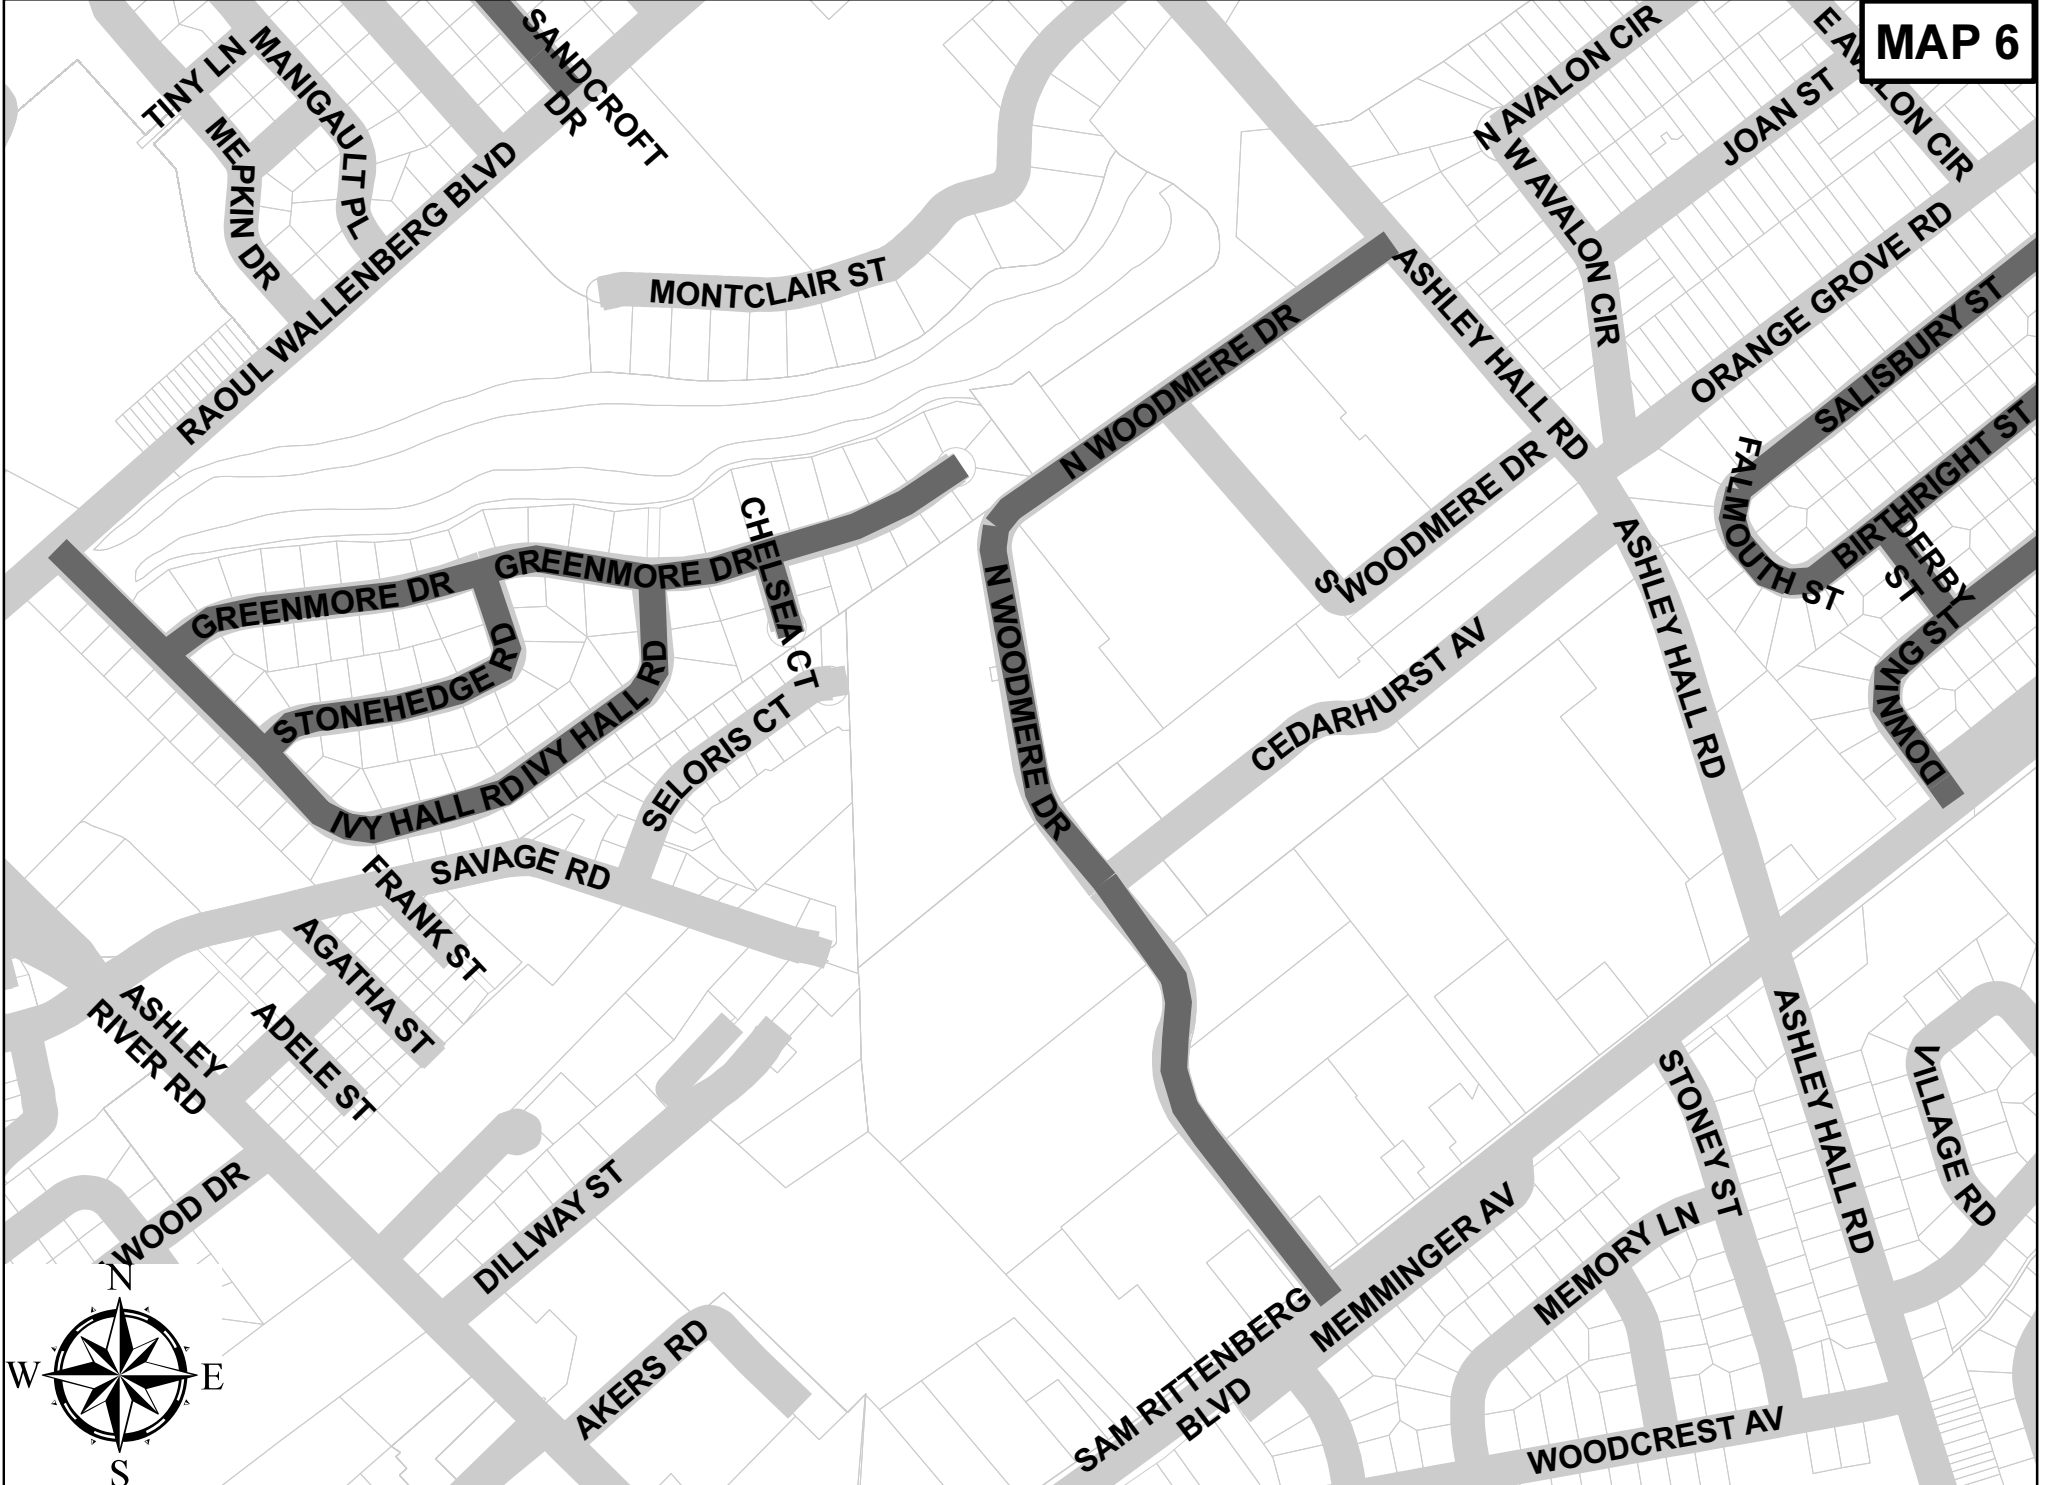 MAP 6
SANDCROFT
DR
TINY LN
MANIGAULT PL
MEPKIN DR
RAOUL WALLENBERG BLVD
MONTCLAIR ST
N AVALON CIR
E AVALON CIR
JOAN ST
N W AVALON CIR
ORANGE GROVE RD
ASHLEY HALL RD
N WOODMERE DR
SALISBURY ST
FALMOUTH ST
BIRTHRIGHT ST
DERBY
ST
DOWNING ST
S WOODMERE DR
ASHLEY HALL RD
CEDARHURST AV
N WOODMERE DR
GREENMORE DR
GREENMORE DR
CHELSEA CT
STONEHEDGE RD
IVY HALL RD
IVY HALL RD
SELORIS CT
SAVAGE RD
FRANK ST
AGATHA ST
ADELE ST
ASHLEY
RIVER RD
WOOD DR
DILLWAY ST
AKERS RD
ASHLEY HALL RD
STONEY ST
VILLAGE RD
MEMMINGER AV
MEMORY LN
SAM RITTENBERG
BLVD
WOODCREST AV
N
W
E
S